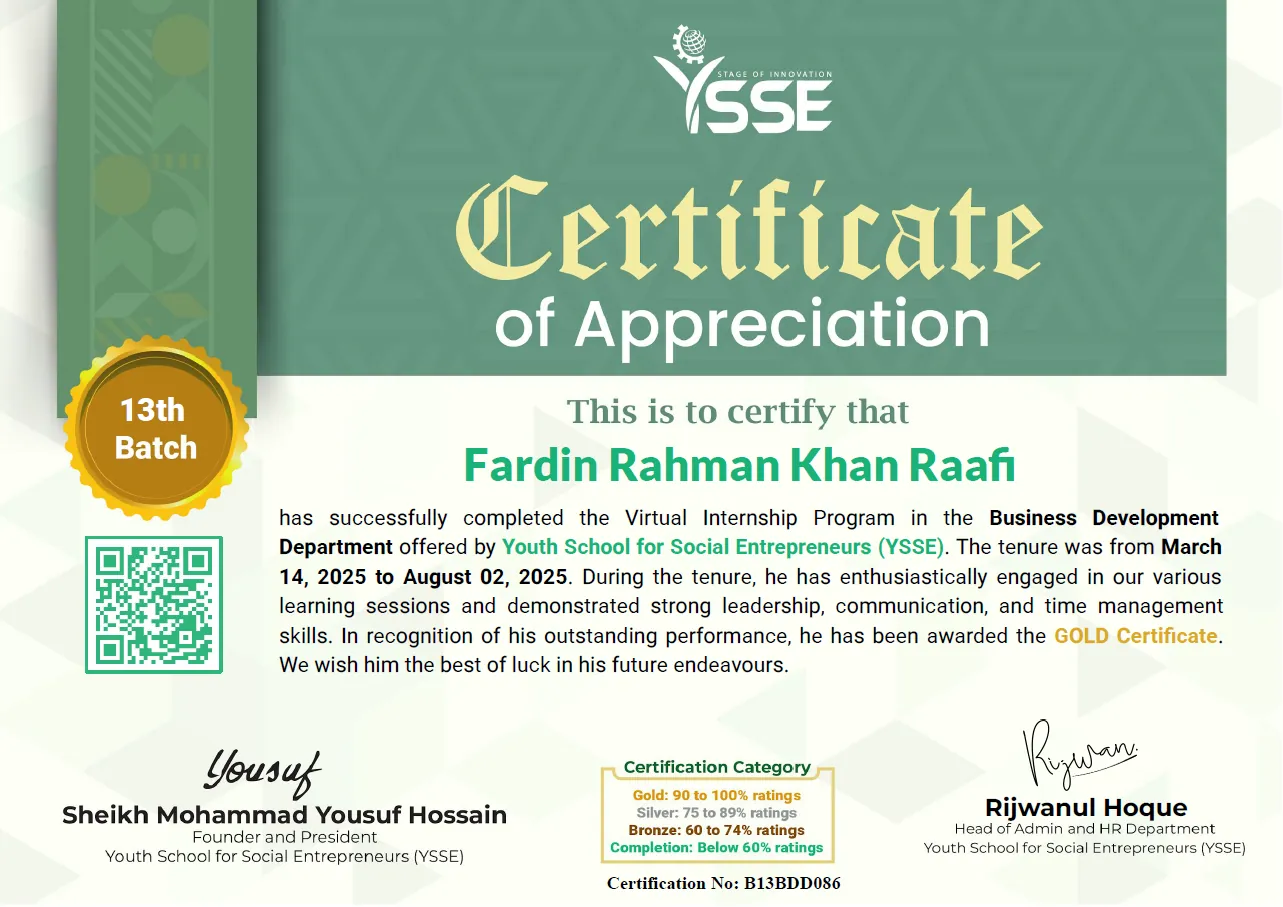 STAGE OF INNOVATION
YSSE
Certificate
of Appreciation
13th
Batch
This is to certify that
Fardin Rahman Khan Raafi
has successfully completed the Virtual Internship Program in the Business Development
Department offered by Youth School for Social Entrepreneurs (YSSE). The tenure was from March
14, 2025 to August 02, 2025. During the tenure, he has enthusiastically engaged in our various
learning sessions and demonstrated strong leadership, communication, and time management
skills. In recognition of his outstanding performance, he has been awarded the GOLD Certificate.
We wish him the best of luck in his future endeavours.
Yousuf
Sheikh Mohammad Yousuf Hossain
Founder and President
Youth School for Social Entrepreneurs (YSSE)
Certification Category
Gold: 90 to 100% ratings
Silver: 75 to 89% ratings
Bronze: 60 to 74% ratings
Completion: Below 60% ratings
Certification No: B13BDD086
Rizwan.
Rijwanul Hoque
Head of Admin and HR Department
Youth School for Social Entrepreneurs (YSSE)